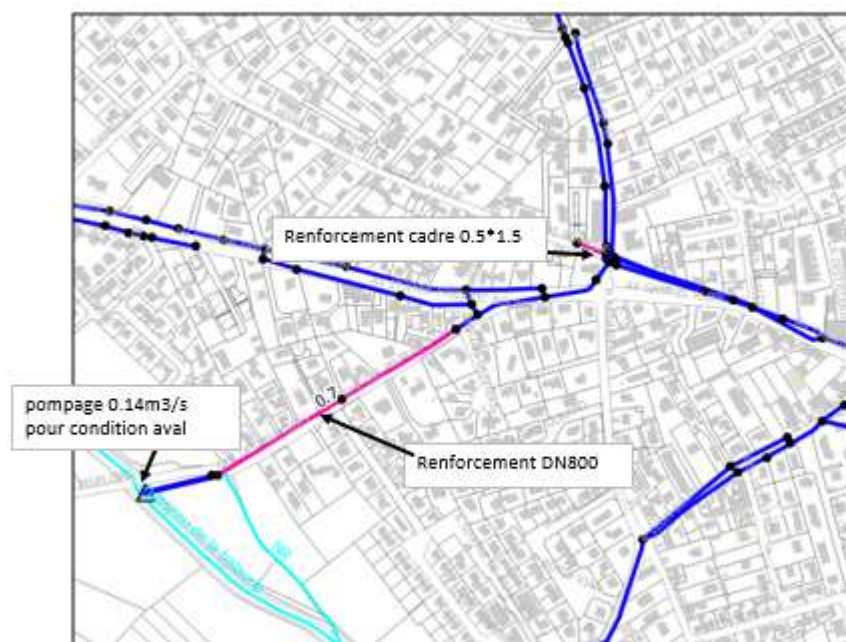 Renforcement cadre 0.5*1.5
0.7
pompage 0.14m3/s
pour condition aval
Renforcement DN800